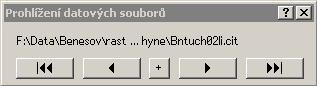 Prohlížení datových souborů
F:\Data\Benesov\rast ... hyne\Bntuch02li.cit
+